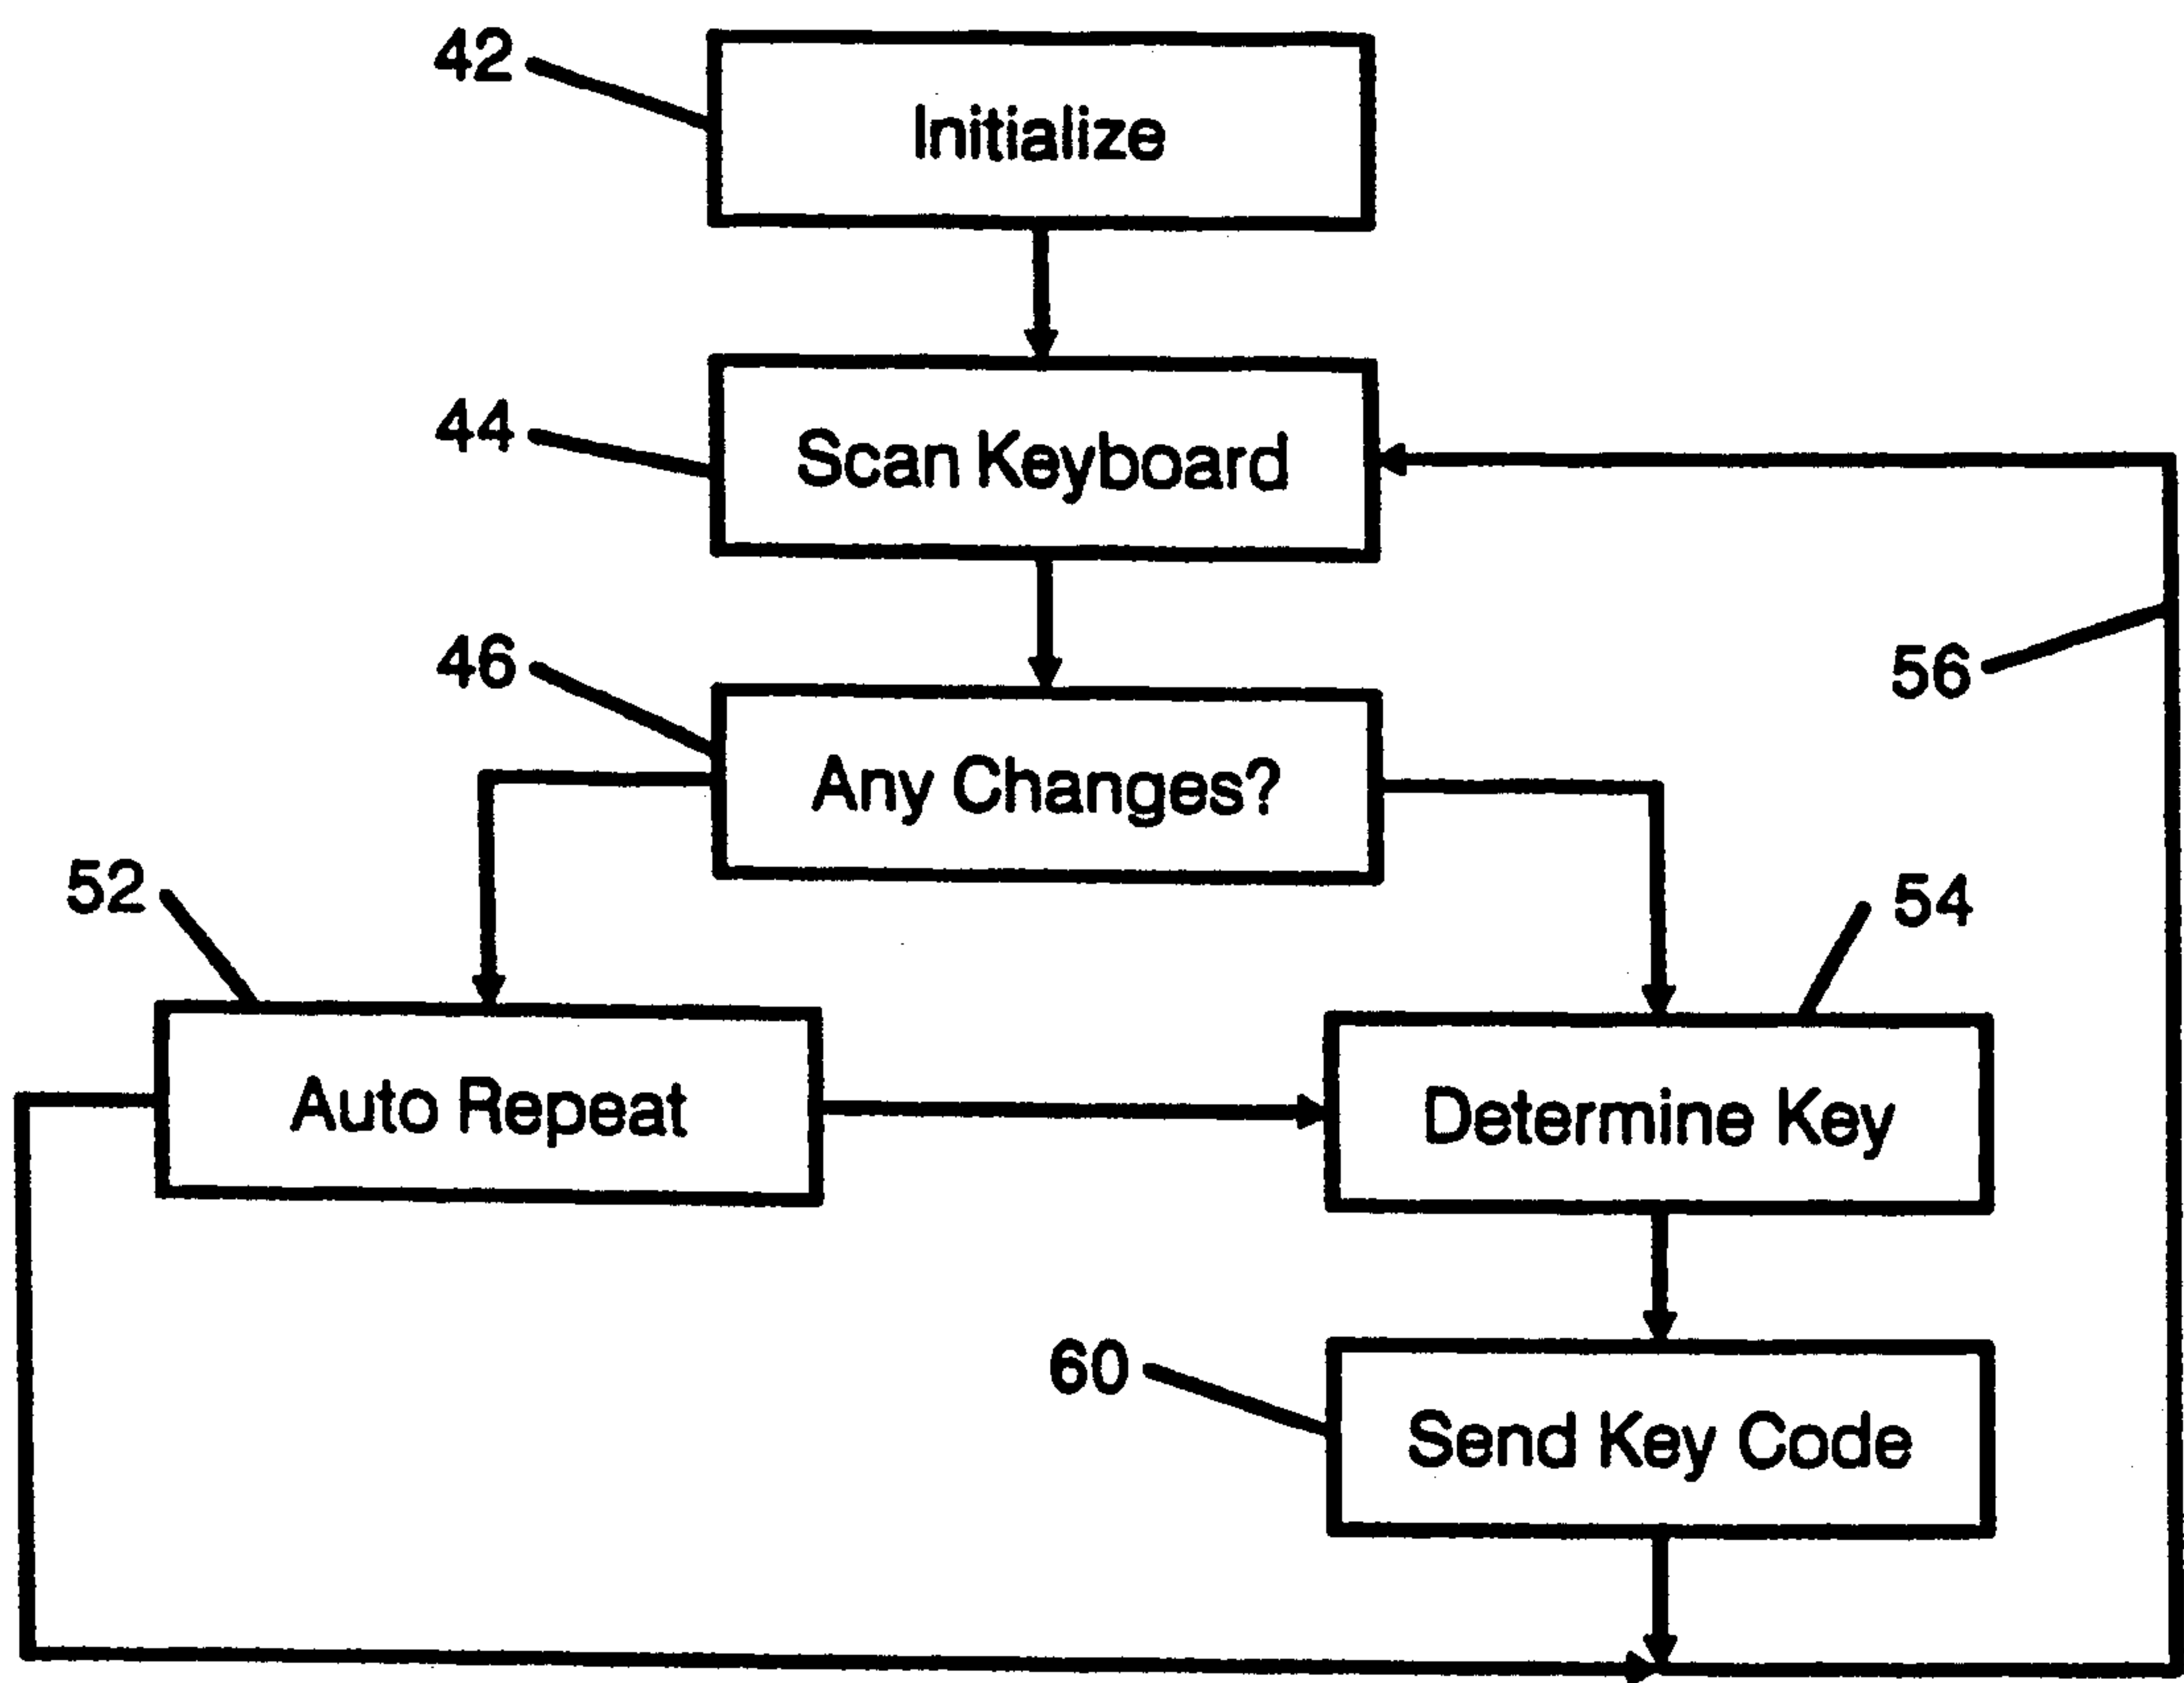 42
Initialize
44
Scan Keyboard
46
56
Any Changes?
52
54
Auto Repeat
Determine Key
60
Send Key Code